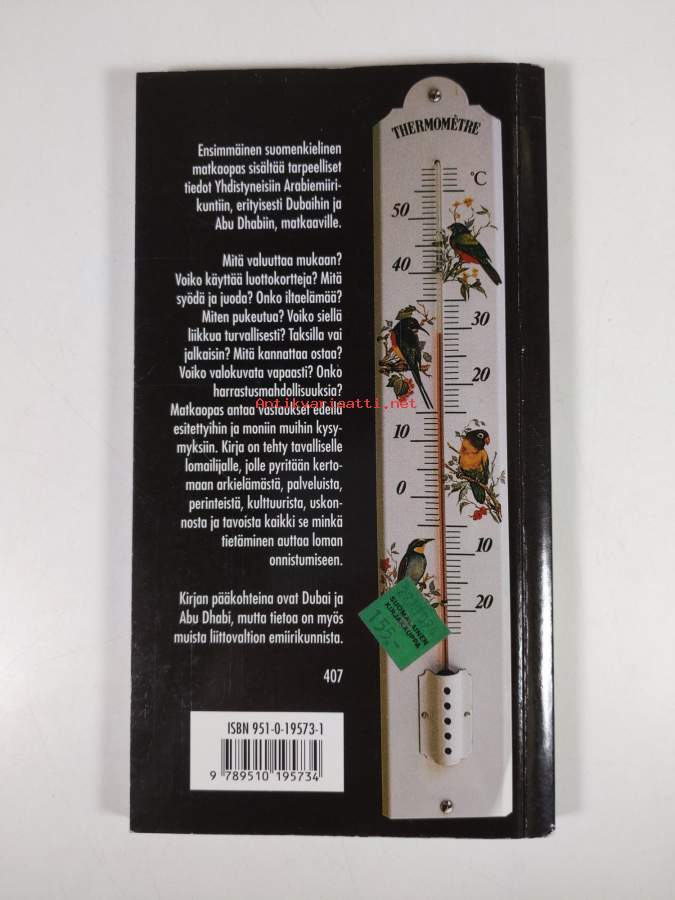 Ensimmäinen suomenkielinen
matkaopas sisältää tarpeelliset
tiedot Yhdistyneisiin Arabiemiiri-
kuntiin, erityisesti Dubaihin ja
Abu Dhabiin, matkaaville.
Mitä valuuttaa mukaan?
Voiko käyttää luottokortteja? Mitä
syödä ja juoda? Onko iltaelämää?
Miten pukeutua? Voiko siellä
liikkua turvallisesti? Taksilla vai
jalkaisin? Mitä kannattaa ostaa?
Voiko valokuvata vapaasti? Onko
harrastusmahdollisuuksia?
Matkaopas antaa vastaukset edellä
esitettyihin ja moniin muihin kysy-
myksiin. Kirja on tehty tavalliselle
lomailijalle, jolle pyritään kerto-
maan arkielämästä, palveluista,
perinteistä, kulttuurista, uskon-
nosta ja tavoista kaikki se minkä
tietäminen auttaa loman
onnistumiseen.
Kirjan pääkohteina ovat Dubai ja
Abu Dhabi, mutta tietoa on myös
muista liittovaltion emiirikunnista.
407
ISBN 951-0-19573-1
9 789510 195734
THERMOMÈTRE
°C
50
40
30
20
10
0
10
20
SUOMALAINEN
KIRJAKAUPPA
155,-
Antikvariaatti.net